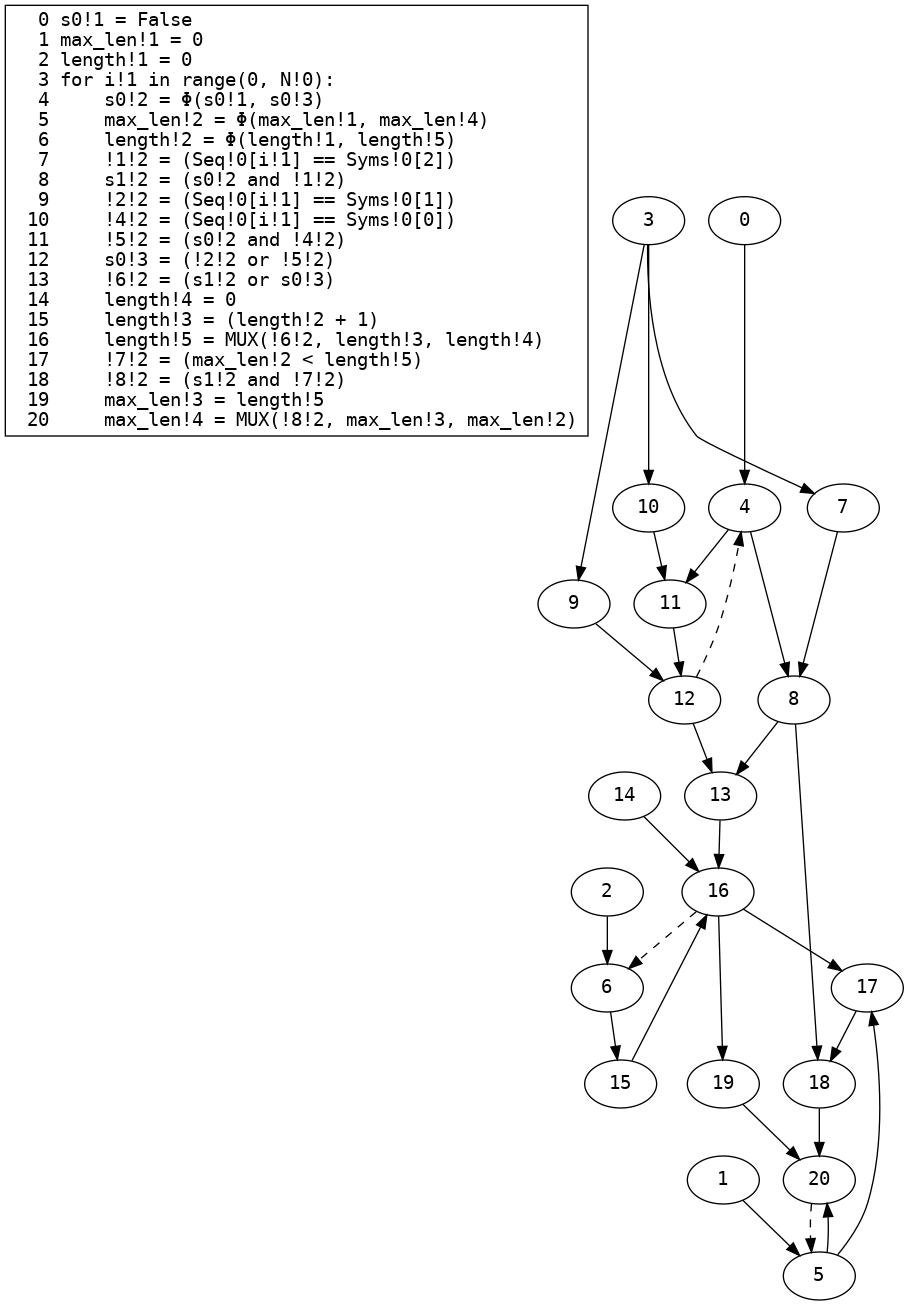 0 s0!1 = False
1 max_len!1 = 0
2 length!1 = 0
3 for i!1 in range(0, N!0):
4     s0!2 = Φ(s0!1, s0!3)
5     max_len!2 = Φ(max_len!1, max_len!4)
6     length!2 = Φ(length!1, length!5)
7     !1!2 = (Seq!0[i!1] == Syms!0[2])
8     s1!2 = (s0!2 and !1!2)
9     !2!2 = (Seq!0[i!1] == Syms!0[1])
10     !4!2 = (Seq!0[i!1] == Syms!0[0])
11     !5!2 = (s0!2 and !4!2)
12     s0!3 = (!2!2 or !5!2)
13     !6!2 = (s1!2 or s0!3)
14     length!4 = 0
15     length!3 = (length!2 + 1)
16     length!5 = MUX(!6!2, length!3, length!4)
17     !7!2 = (max_len!2 < length!5)
18     !8!2 = (s1!2 and !7!2)
19     max_len!3 = length!5
20     max_len!4 = MUX(!8!2, max_len!3, max_len!2)
3
0
10
4
7
9
11
12
8
14
13
2
16
6
17
15
19
18
1
20
5